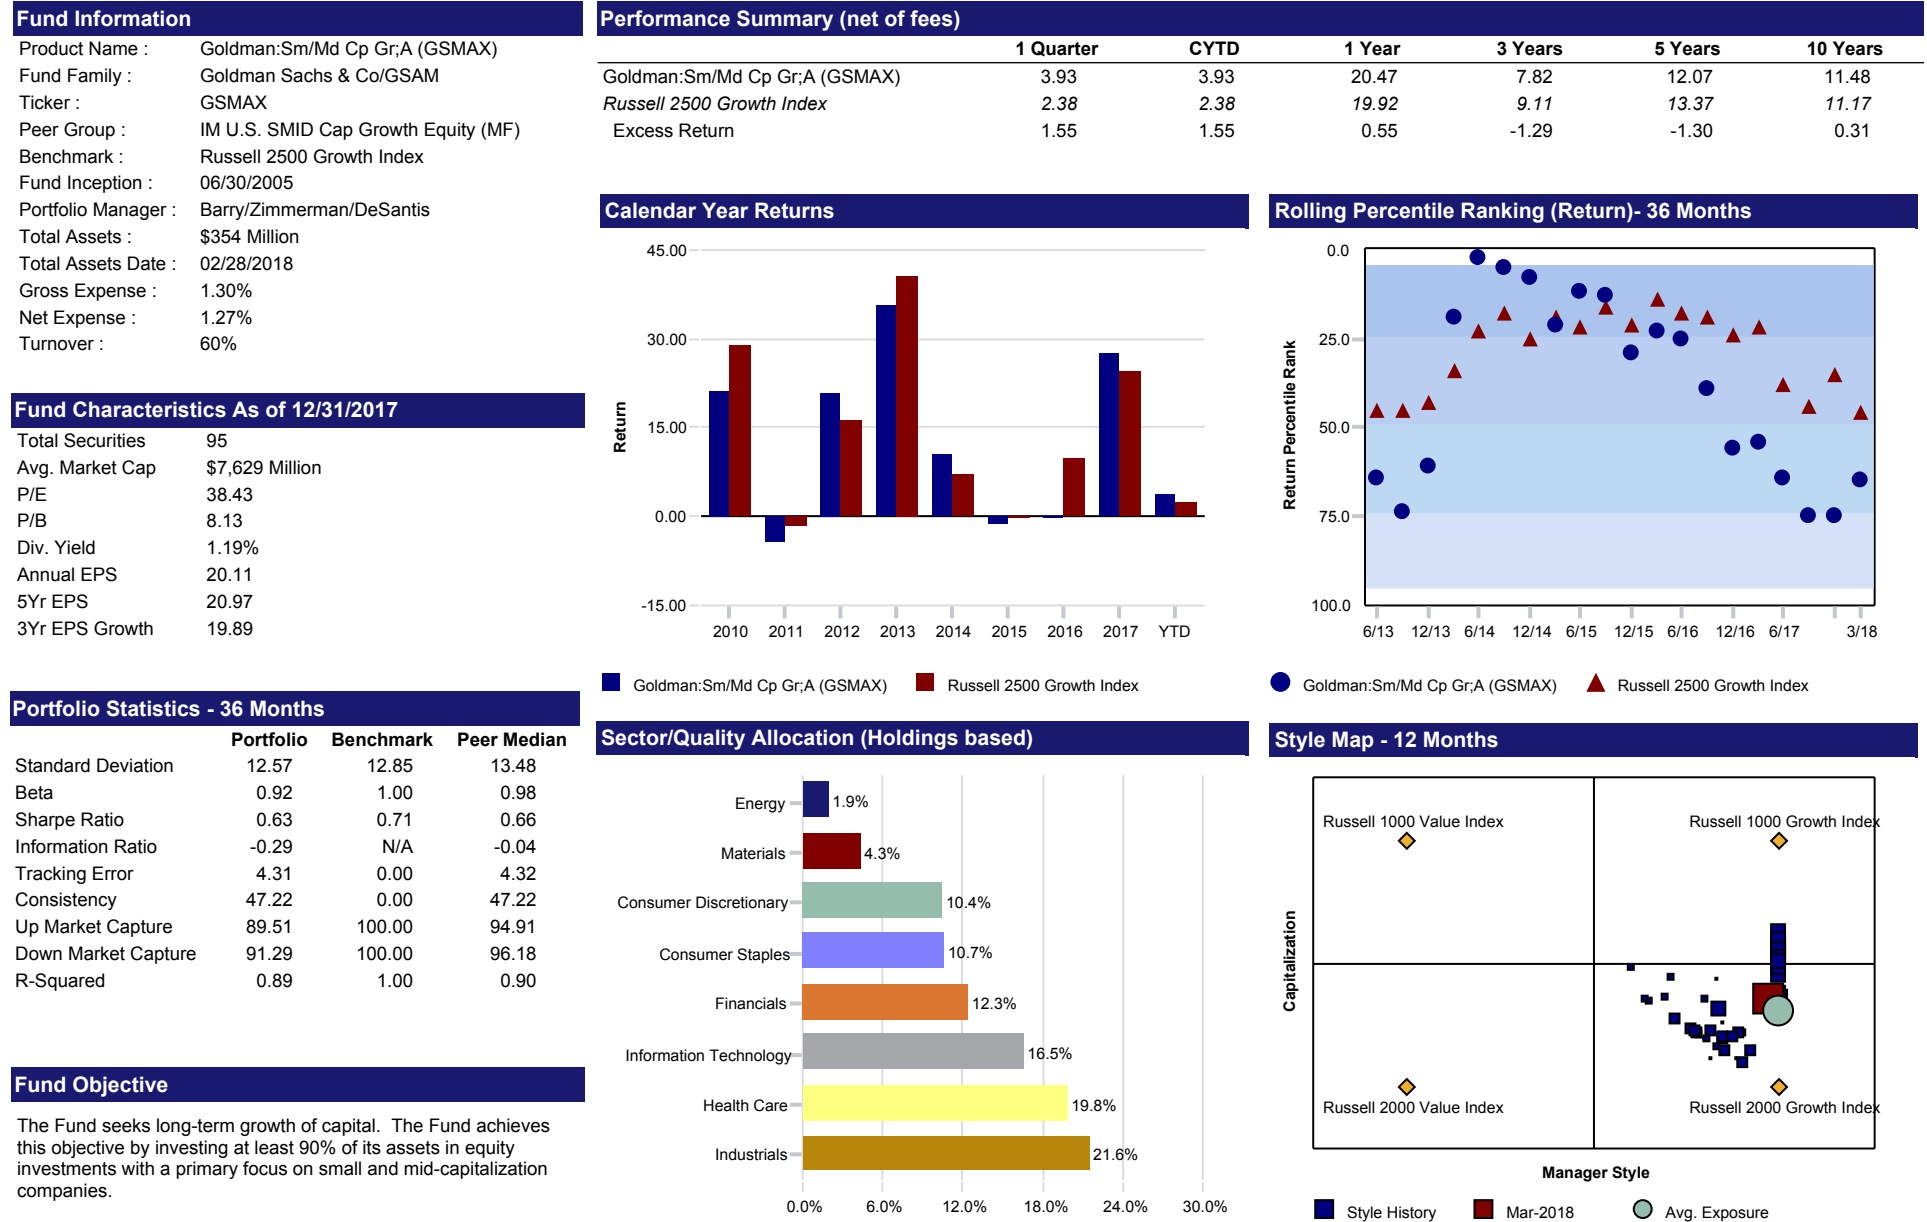 Fund Information
Product Name : Goldman:Sm/Md Cp Gr;A (GSMAX)
Fund Family : Goldman Sachs & Co/GSAM
Ticker : GSMAX
Peer Group : IM U.S. SMID Cap Growth Equity (MF)
Benchmark : Russell 2500 Growth Index
Fund Inception : 06/30/2005
Portfolio Manager : Barry/Zimmerman/DeSantis
Total Assets : $354 Million
Total Assets Date : 02/28/2018
Gross Expense : 1.30%
Net Expense : 1.27%
Turnover : 60%
Fund Characteristics As of 12/31/2017
Total Securities 95
Avg. Market Cap $7,629 Million
P/E 38.43
P/B 8.13
Div. Yield 1.19%
Annual EPS 20.11
5Yr EPS 20.97
3Yr EPS Growth 19.89
Portfolio Statistics - 36 Months
Portfolio Benchmark Peer Median
Standard Deviation 12.57 12.85 13.48
Beta 0.92 1.00 0.98
Sharpe Ratio 0.63 0.71 0.66
Information Ratio -0.29 N/A -0.04
Tracking Error 4.31 0.00 4.32
Consistency 47.22 0.00 47.22
Up Market Capture 89.51 100.00 94.91
Down Market Capture 91.29 100.00 96.18
R-Squared 0.89 1.00 0.90
Fund Objective
The Fund seeks long-term growth of capital. The Fund achieves
this objective by investing at least 90% of its assets in equity
investments with a primary focus on small and mid-capitalization
companies.
Performance Summary (net of fees)
1 Quarter CYTD 1 Year 3 Years 5 Years 10 Years
Goldman:Sm/Md Cp Gr;A (GSMAX) 3.93 3.93 20.47 7.82 12.07 11.48
Russell 2500 Growth Index 2.38 2.38 19.92 9.11 13.37 11.17
Excess Return 1.55 1.55 0.55 -1.29 -1.30 0.31
Calendar Year Returns
45.00
30.00
15.00
0.00
-15.00
Return
2010 2011 2012 2013 2014 2015 2016 2017 YTD
Goldman:Sm/Md Cp Gr;A (GSMAX) Russell 2500 Growth Index
Rolling Percentile Ranking (Return)- 36 Months
0.0
25.0
50.0
75.0
100.0
Return Percentile Rank
6/13 12/13 6/14 12/14 6/15 12/15 6/16 12/16 6/17 3/18
Goldman:Sm/Md Cp Gr;A (GSMAX) Russell 2500 Growth Index
Sector/Quality Allocation (Holdings based)
Energy 1.9%
Materials 4.3%
Consumer Discretionary 10.4%
Consumer Staples 10.7%
Financials 12.3%
Information Technology 16.5%
Health Care 19.8%
Industrials 21.6%
0.0% 6.0% 12.0% 18.0% 24.0% 30.0%
Style Map - 12 Months
Russell 1000 Value Index Russell 1000 Growth Index
Capitalization
Russell 2000 Value Index Russell 2000 Growth Index
Manager Style
Style History Mar-2018 Avg. Exposure